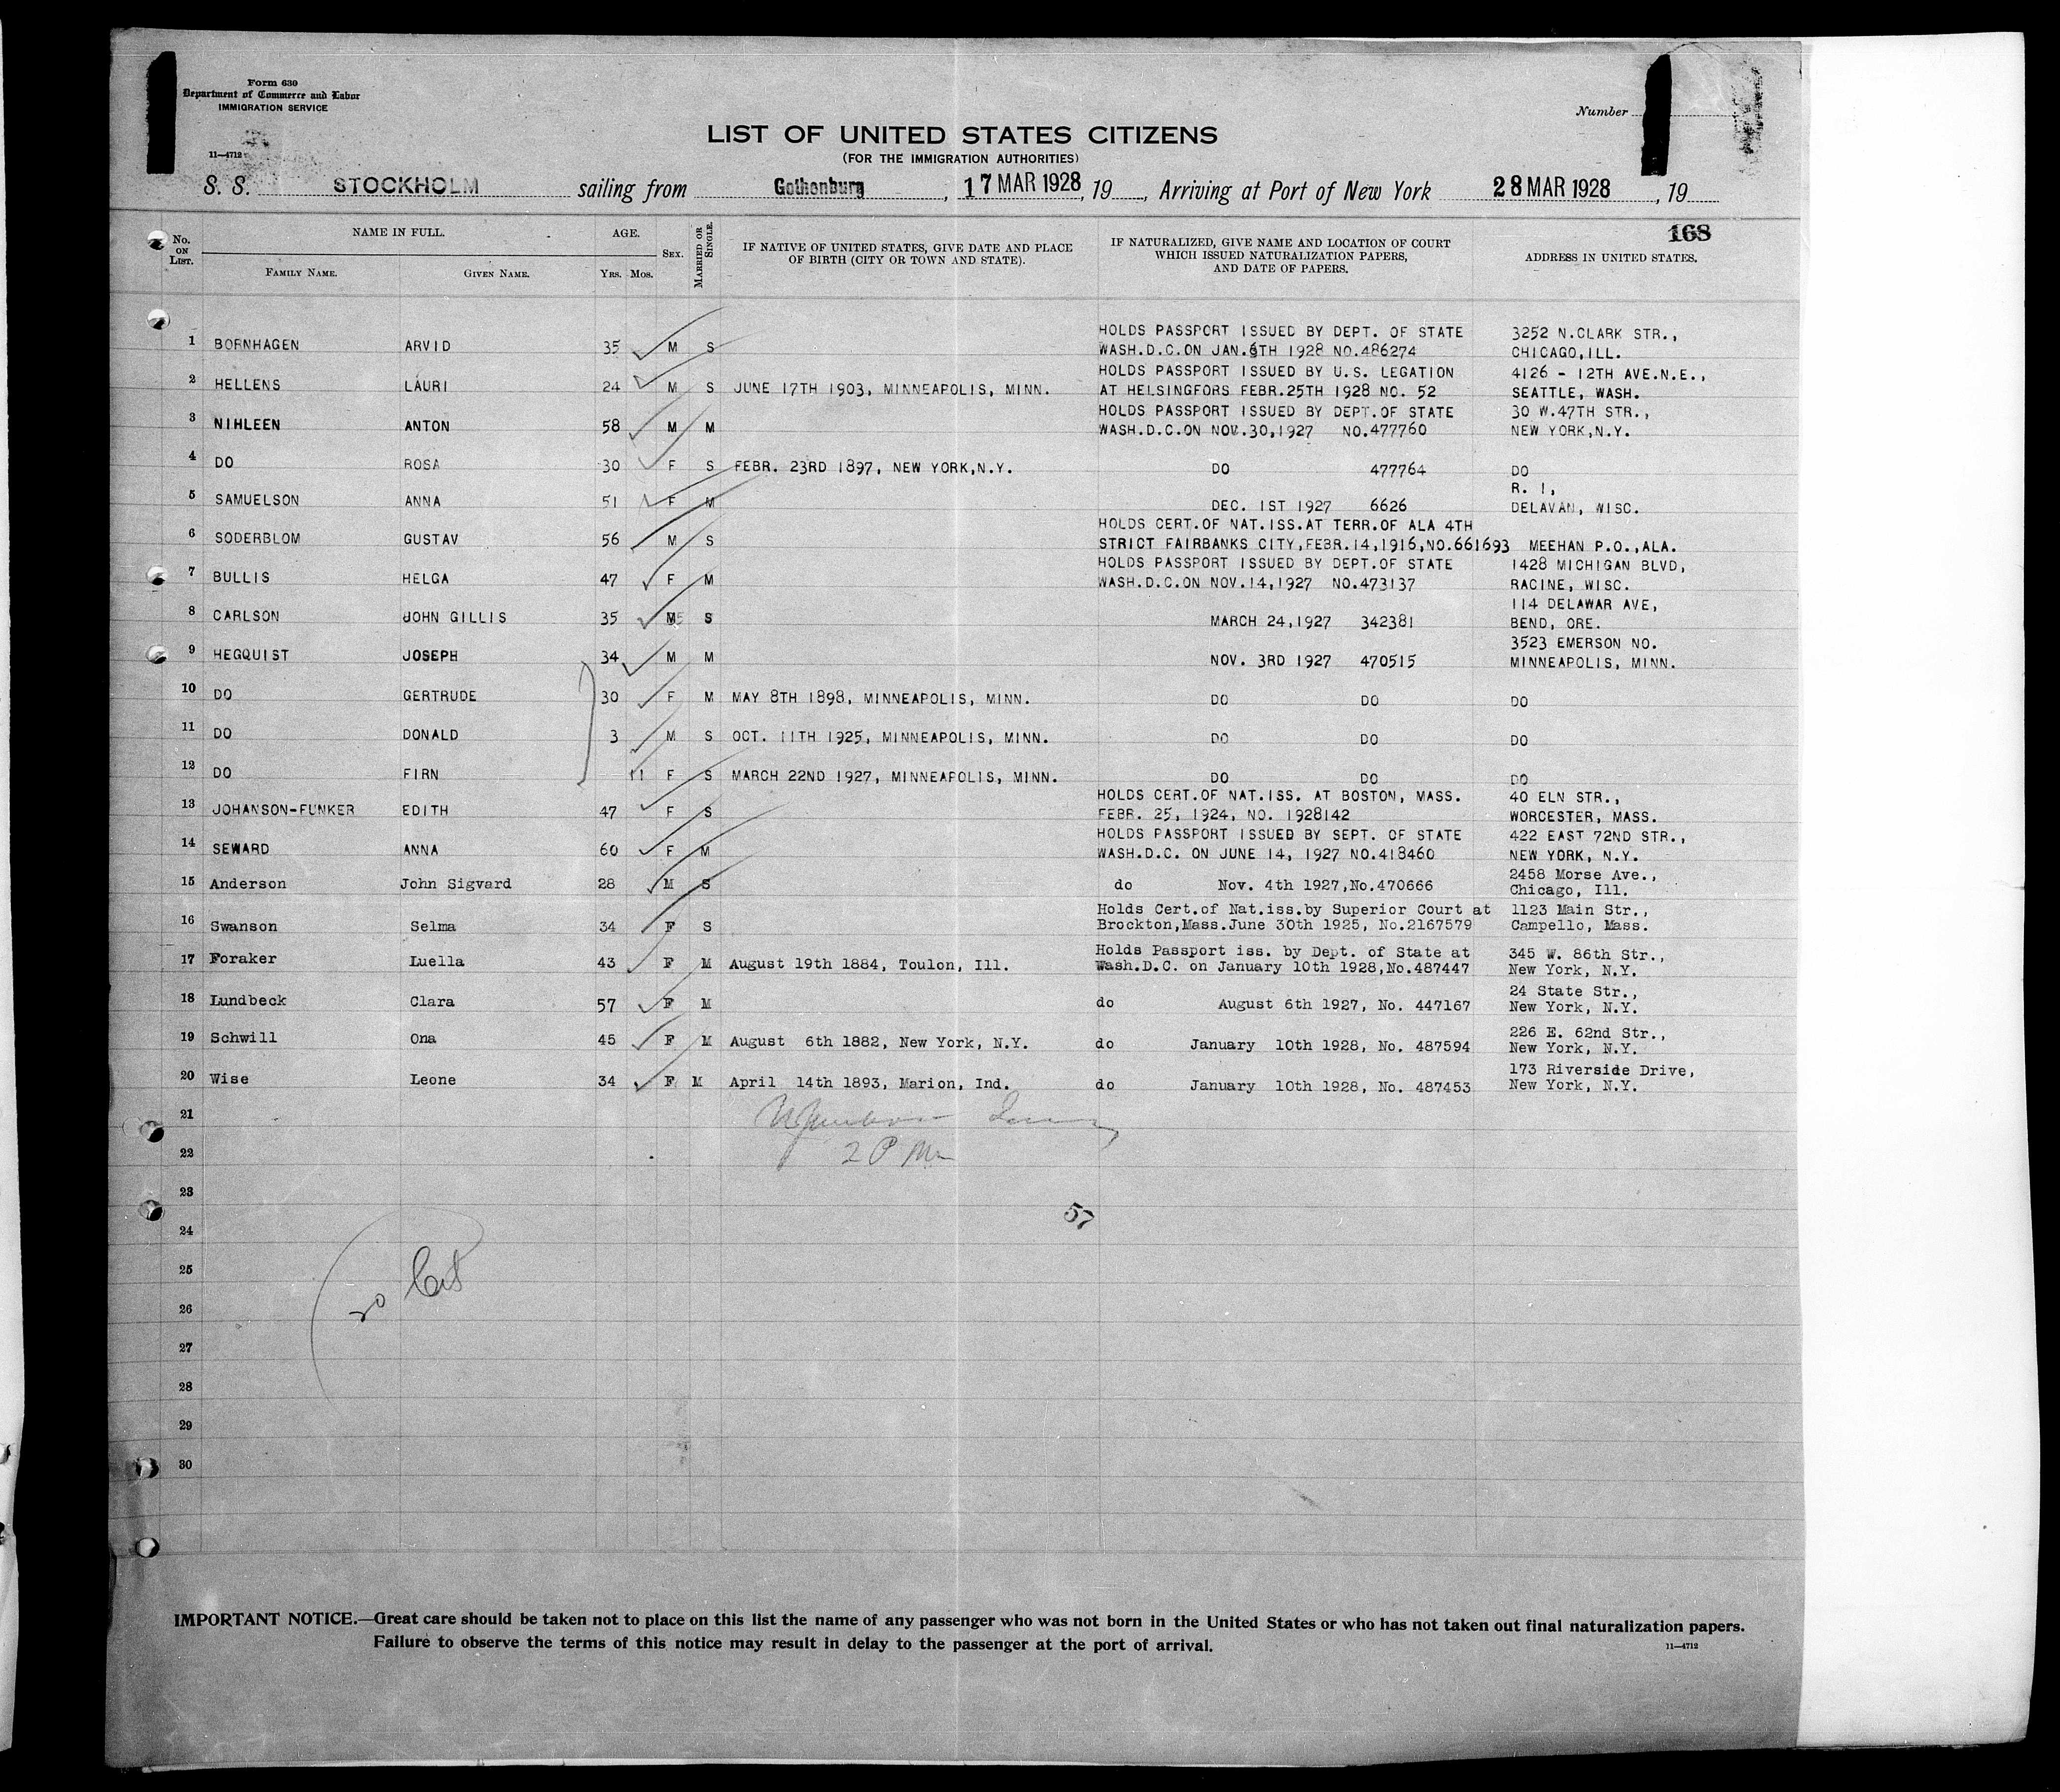 Form 630
Department of Commerce and Labor
IMMIGRATION SERVICE
11—4712
Number
LIST OF UNITED STATES CITIZENS
(FOR THE IMMIGRATION AUTHORITIES)
S. S. STOCKHOLM sailing from Gothenburg, 17 MAR 1928, 19, Arriving at Port of New York 28 MAR 1928, 19
168
No. ON LIST. NAME IN FULL. FAMILY NAME. GIVEN NAME. AGE. YRS. MOS. SEX. MARRIED OR SINGLE. IF NATIVE OF UNITED STATES, GIVE DATE AND PLACE OF BIRTH (CITY OR TOWN AND STATE). IF NATURALIZED, GIVE NAME AND LOCATION OF COURT WHICH ISSUED NATURALIZATION PAPERS, AND DATE OF PAPERS. ADDRESS IN UNITED STATES.
HOLDS PASSPORT ISSUED BY DEPT. OF STATE 3252 N.CLARK STR.,
1 BORNHAGEN ARVID 35 M S WASH.D.C.ON JAN.6TH 1928 NO.486274 CHICAGO,ILL.
HOLDS PASSPORT ISSUED BY U.S. LEGATION 4126 - 12TH AVE.N.E.,
2 HELLENS LAURI 24 M S JUNE 17TH 1903, MINNEAPOLIS, MINN. AT HELSINGFORS FEBR.25TH 1928 NO. 52 SEATTLE, WASH.
HOLDS PASSPORT ISSUED BY DEPT.OF STATE 30 W.47TH STR.,
3 NIHLEEN ANTON 58 M M WASH.D.C.ON NOV.30,1927 NO.477760 NEW YORK,N.Y.
4 DO ROSA 30 F S FEBR. 23RD 1897, NEW YORK,N.Y. DO 477764 DO
R. 1,
5 SAMUELSON ANNA 51 F M DEC. 1ST 1927 6626 DELAVAN, WISC.
HOLDS CERT.OF NAT.ISS.AT TERR.OF ALA 4TH
6 SODERBLOM GUSTAV 56 M S STRICT FAIRBANKS CITY,FEBR.14,1916,NO.661693 MEEHAN P.O.,ALA.
HOLDS PASSPORT ISSUED BY DEPT.OF STATE 1428 MICHIGAN BLVD,
7 BULLIS HELGA 47 F M WASH.D.C.ON NOV.14,1927 NO.473137 RACINE, WISC.
114 DELAWAR AVE,
8 CARLSON JOHN GILLIS 35 M S MARCH 24,1927 342381 BEND, ORE.
3523 EMERSON NO.
9 HEGQUIST JOSEPH 34 M M NOV. 3RD 1927 470515 MINNEAPOLIS, MINN.
10 DO GERTRUDE 30 F M MAY 8TH 1898, MINNEAPOLIS, MINN. DO DO DO
11 DO DONALD 3 M S OCT. 11TH 1925, MINNEAPOLIS, MINN. DO DO DO
12 DO FIRN 11 F S MARCH 22ND 1927, MINNEAPOLIS, MINN. DO DO DO
HOLDS CERT.OF NAT.ISS. AT BOSTON, MASS. 40 ELN STR.,
13 JOHANSON-FUNKER EDITH 47 F S FEBR. 25, 1924, NO. 1928142 WORCESTER, MASS.
HOLDS PASSPORT ISSUED BY SEPT. OF STATE 422 EAST 72ND STR.,
14 SEWARD ANNA 60 F M WASH.D.C. ON JUNE 14, 1927 NO.418460 NEW YORK, N.Y.
2458 Morse Ave.,
15 Anderson John Sigvard 28 M S do Nov. 4th 1927,No.470666 Chicago, Ill.
Holds Cert.of Nat.iss.by Superior Court at 1123 Main Str.,
16 Swanson Selma 34 F S Brockton,Mass.June 30th 1925, No.2167579 Campello, Mass.
Holds Passport iss. by Dept. of State at 345 W. 86th Str.,
17 Foraker Luella 43 F M August 19th 1884, Toulon, Ill. Wash.D.C. on January 10th 1928,No.487447 New York, N.Y.
24 State Str.,
18 Lundbeck Clara 57 F M do August 6th 1927, No. 447167 New York, N.Y.
226 E. 62nd Str.,
19 Schwill Ona 45 F M August 6th 1882, New York, N.Y. do January 10th 1928, No. 487594 New York, N.Y.
173 Riverside Drive,
20 Wise Leone 34 F M April 14th 1893, Marion, Ind. do January 10th 1928, No. 487453 New York, N.Y.
21
22 2 P M
23
57
24
25
26 20
27
28
29
30
IMPORTANT NOTICE.—Great care should be taken not to place on this list the name of any passenger who was not born in the United States or who has not taken out final naturalization papers.
Failure to observe the terms of this notice may result in delay to the passenger at the port of arrival.
11—4712